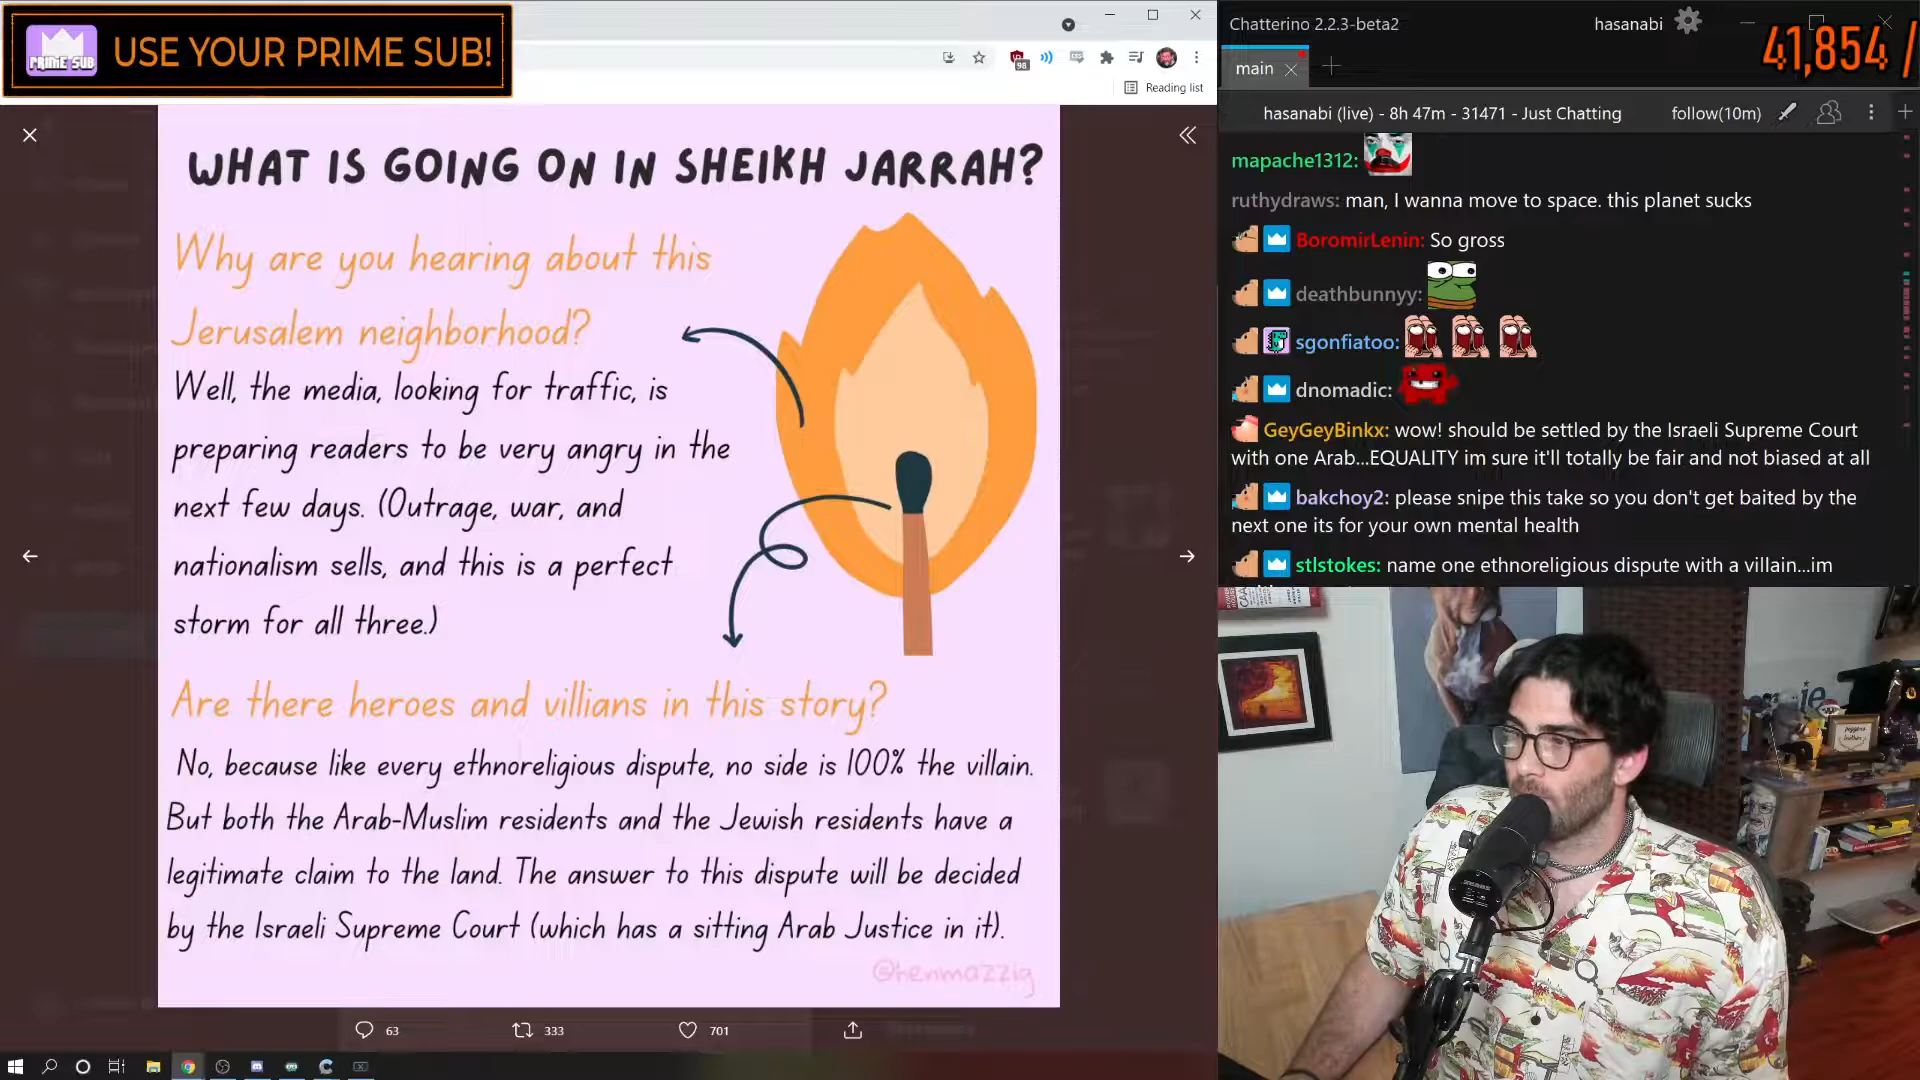 PRIME SUB
USE YOUR PRIME SUB!
98
Reading list
WHAT IS GOING ON IN SHEIKH JARRAH?
Why are you hearing about this
Jerusalem neighborhood?
Well, the media, looking for traffic, is
preparing readers to be very angry in the
next few days. (Outrage, war, and
nationalism sells, and this is a perfect
storm for all three.)
Are there heroes and villians in this story?
No, because like every ethnoreligious dispute, no side is 100% the villain.
But both the Arab-Muslim residents and the Jewish residents have a
legitimate claim to the land. The answer to this dispute will be decided
by the Israeli Supreme Court (which has a sitting Arab Justice in it).
@henmazzig
63
333
701
Chatterino 2.2.3-beta2
hasanabi
41,854 /
main
hasanabi (live) - 8h 47m - 31471 - Just Chatting
follow(10m)
mapache1312:
ruthydraws: man, I wanna move to space. this planet sucks
BoromirLenin: So gross
deathbunnyy:
sgonfiatoo:
dnomadic:
GeyGeyBinkx: wow! should be settled by the Israeli Supreme Court
with one Arab...EQUALITY im sure it'll totally be fair and not biased at all
bakchoy2: please snipe this take so you don't get baited by the
next one its for your own mental health
stlstokes: name one ethnoreligious dispute with a villain...im